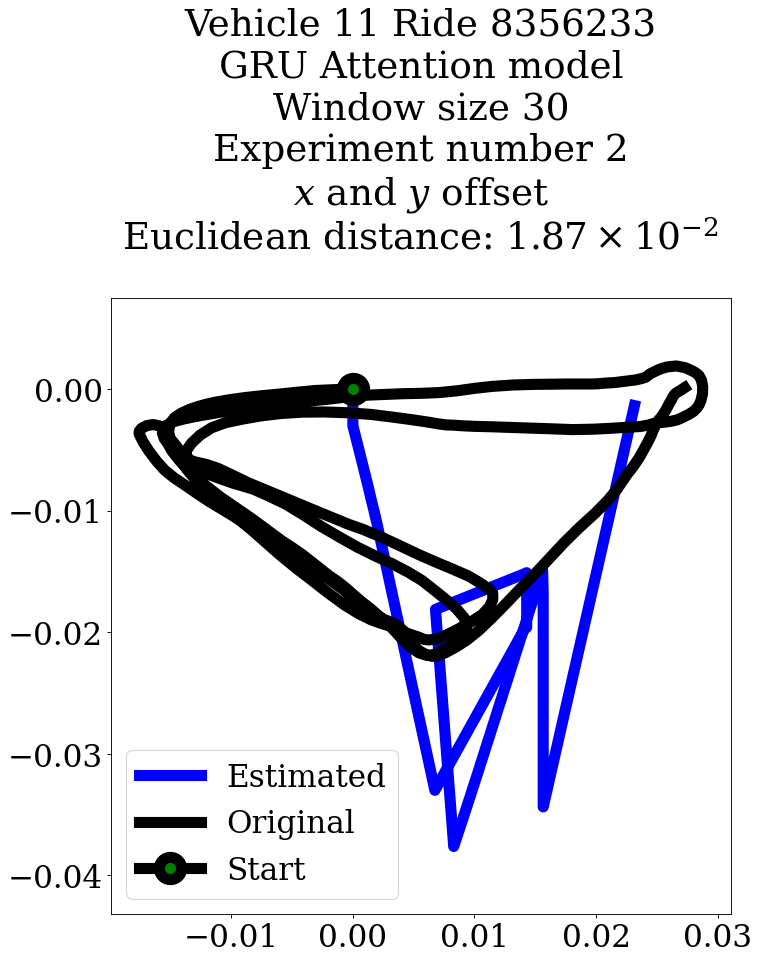 Vehicle 11 Ride 8356233
GRU Attention model
Window size 30
Experiment number 2
x and y offset
Euclidean distance: 1.87 × 10⁻²
0.00
−0.01
−0.02
−0.03
−0.04
Estimated
Original
Start
−0.01 0.00 0.01 0.02 0.03